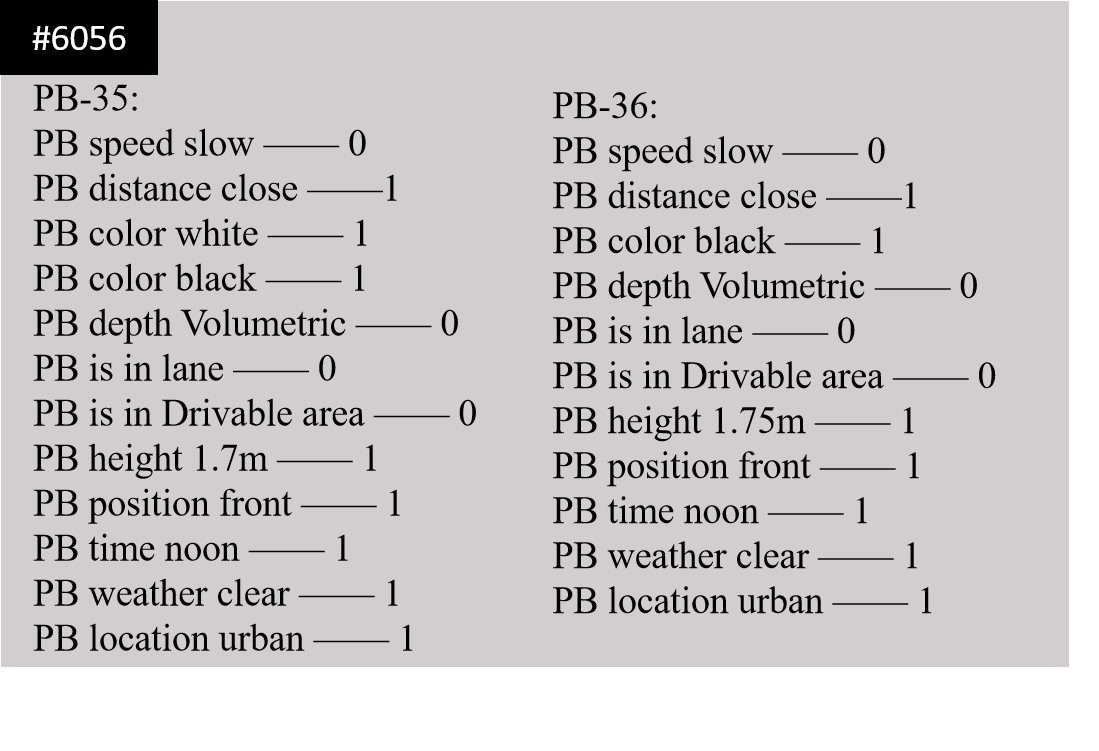 #6056
PB-35:
PB speed slow —— 0
PB distance close ——1
PB color white —— 1
PB color black —— 1
PB depth Volumetric —— 0
PB is in lane —— 0
PB is in Drivable area —— 0
PB height 1.7m —— 1
PB position front —— 1
PB time noon —— 1
PB weather clear —— 1
PB location urban —— 1
PB-36:
PB speed slow —— 0
PB distance close ——1
PB color black —— 1
PB depth Volumetric —— 0
PB is in lane —— 0
PB is in Drivable area —— 0
PB height 1.75m —— 1
PB position front —— 1
PB time noon —— 1
PB weather clear —— 1
PB location urban —— 1